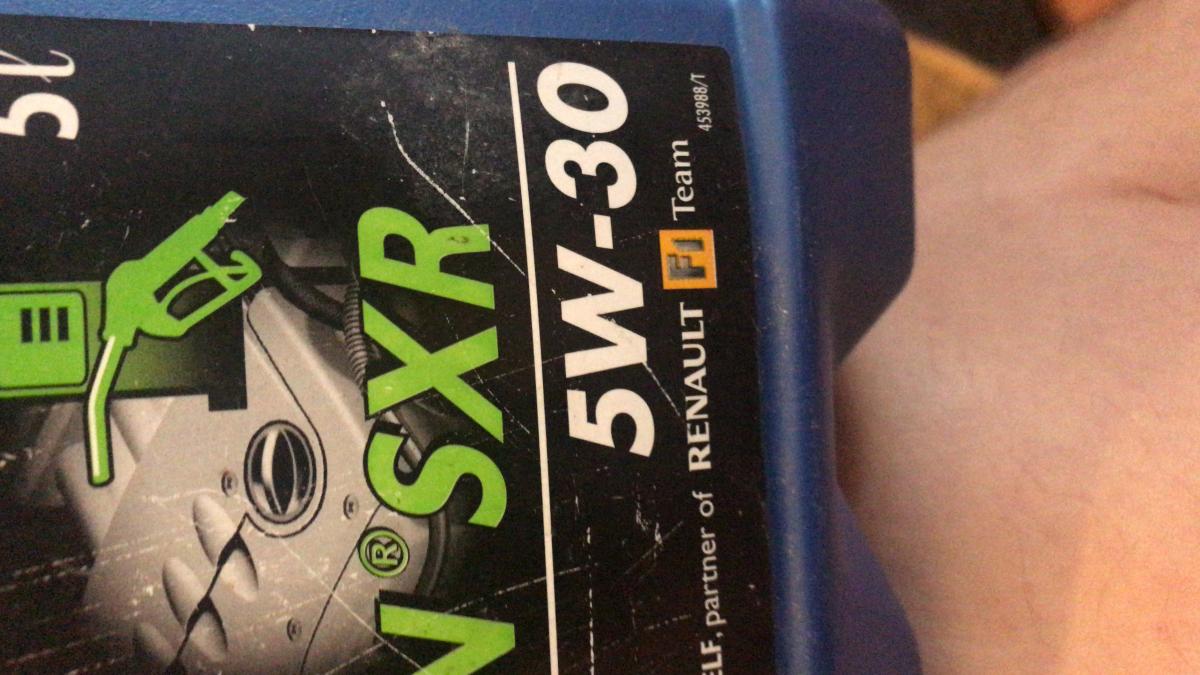 5ℓ
® SXR
5W-30
ELF, partner of RENAULT F1 Team
453988/T